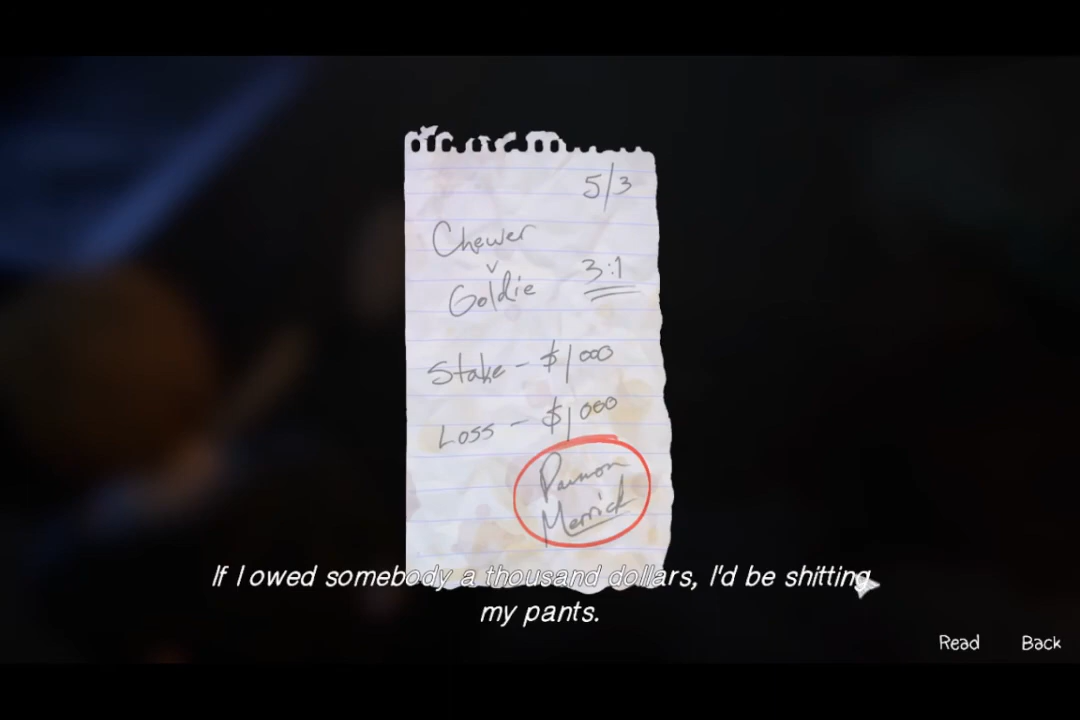 5/3
Chewer
v
Goldie 3:1
Stake - $1000
Loss - $1000
Damon
Merrick
If I owed somebody a thousand dollars, I'd be shitting
my pants.
Read Back